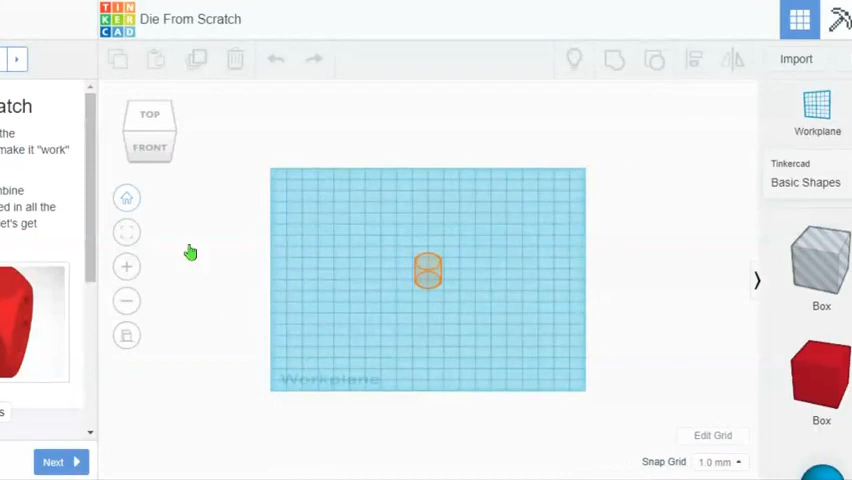 TIN
KER
CAD
Die From Scratch
Import
atch
the
make it "work"
mbine
ed in all the
et's get
s
Next
TOP
FRONT
Workplane
Edit Grid
Snap Grid 1.0 mm
Workplane
Tinkercad
Basic Shapes
Box
Box